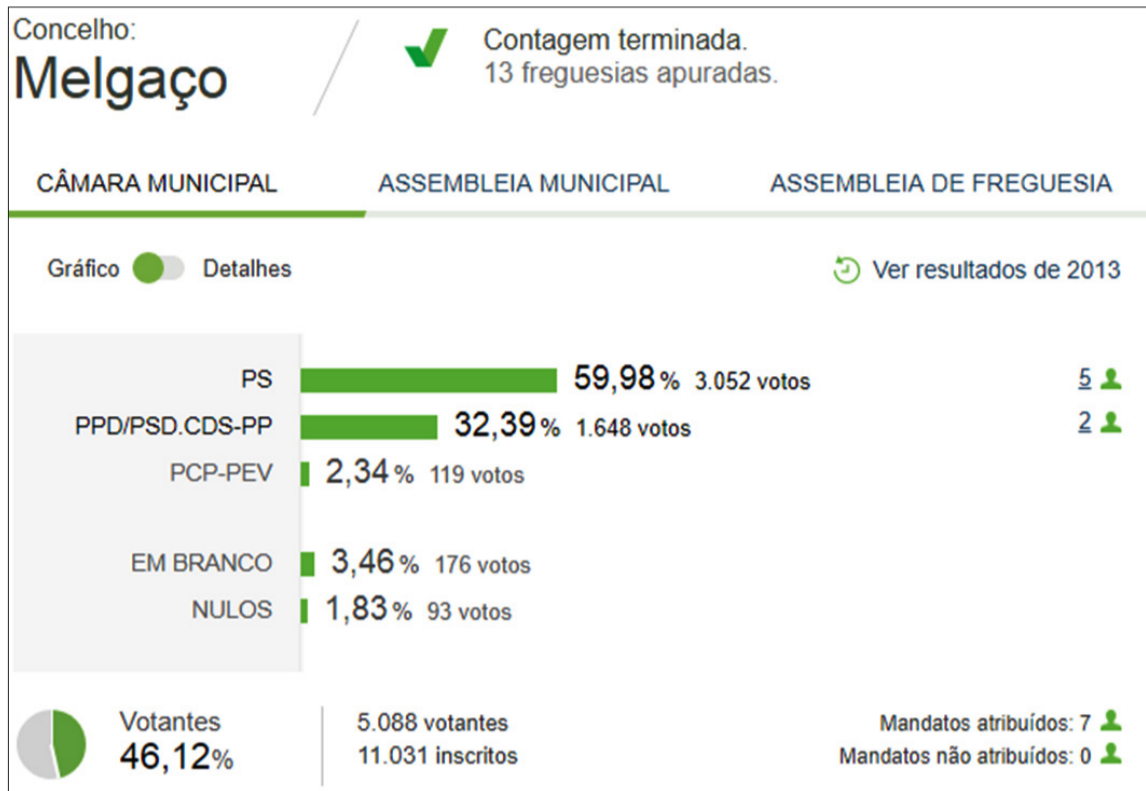 Concelho:
Melgaço
Contagem terminada.
13 freguesias apuradas.
CÂMARA MUNICIPAL ASSEMBLEIA MUNICIPAL ASSEMBLEIA DE FREGUESIA
Gráfico Detalhes Ver resultados de 2013
PS 59,98% 3.052 votos 5
PPD/PSD.CDS-PP 32,39% 1.648 votos 2
PCP-PEV 2,34% 119 votos
EM BRANCO 3,46% 176 votos
NULOS 1,83% 93 votos
Votantes
46,12%
5.088 votantes
11.031 inscritos
Mandatos atribuídos: 7
Mandatos não atribuídos: 0